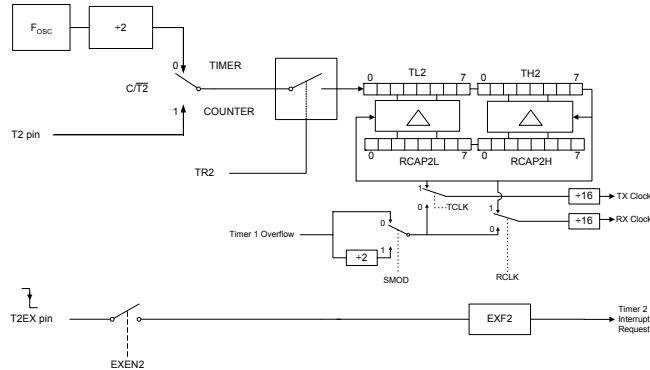 FOSC
÷2
0
TIMER
C/T2
1
COUNTER
T2 pin
TR2
0
TL2
7
0
TH2
7
0
RCAP2L
7
0
RCAP2H
7
1
0
TCLK
÷16
TX Clock
1
0
÷16
RX Clock
RCLK
Timer 1 Overflow
0
÷2
1
SMOD
T2EX pin
EXEN2
EXF2
Timer 2
Interrupt
Request